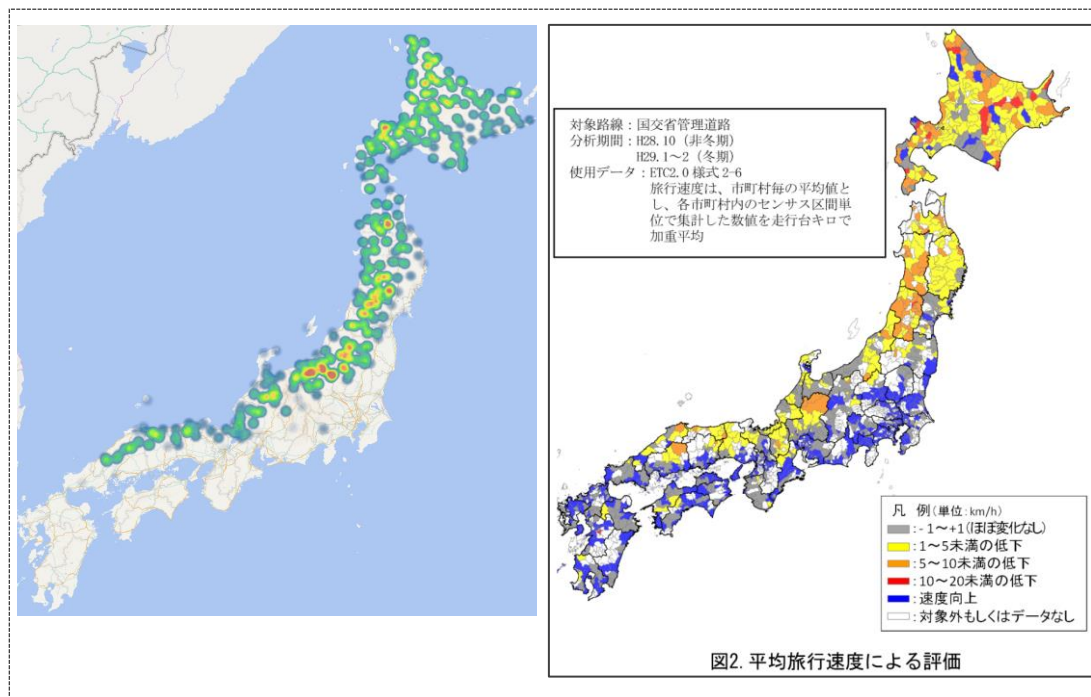 対象路線：国交省管理道路
分析期間：H28.10（非冬期）
H29.1～2（冬期）
使用データ：ETC2.0 様式 2-6
旅行速度は、市町村毎の平均値と
し、各市町村内のセンサス区間単
位で集計した数値を走行台キロで
加重平均
凡　例(単位：km/h)
：-１～+１(ほぼ変化なし)
：１～５未満の低下
：５～10未満の低下
：10～20未満の低下
：速度向上
：対象外もしくはデータなし
図2. 平均旅行速度による評価